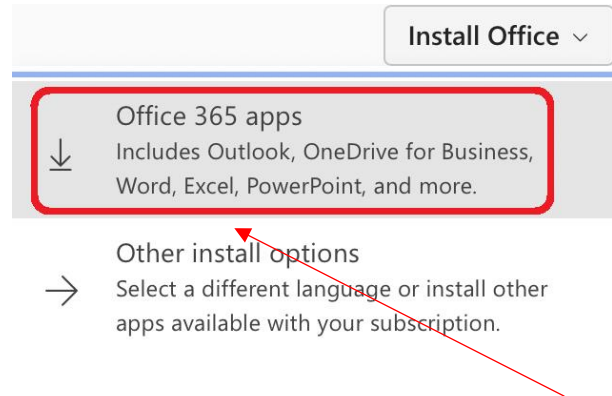 Install Office
Office 365 apps
Includes Outlook, OneDrive for Business,
Word, Excel, PowerPoint, and more.
Other install options
Select a different language or install other
apps available with your subscription.